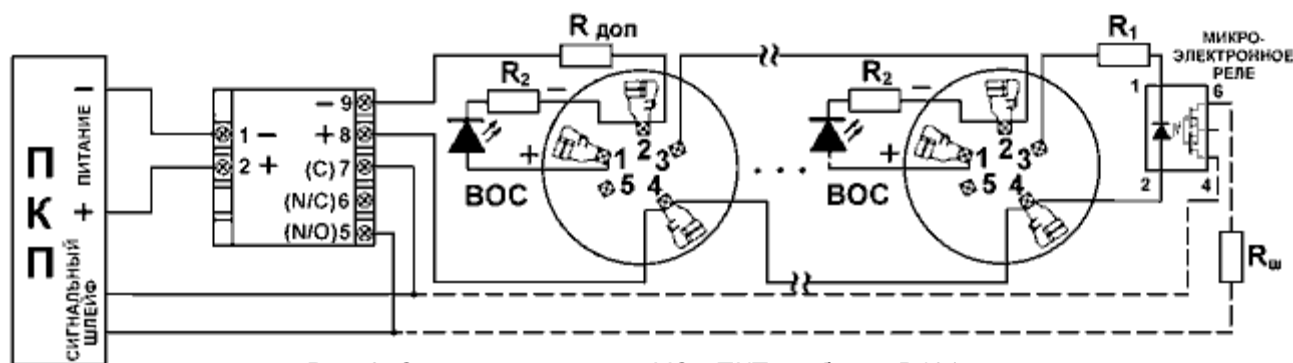 ПКП
ПИТАНИЕ
−
+
СИГНАЛЬНЫЙ
ШЛЕЙФ
1 −
2 +
− 9
+ 8
(C) 7
(N/C) 6
(N/O) 5
R доп
R₂
−
+
ВОС
1
2
3
4
5
. . .
R₂
−
+
ВОС
1
2
3
4
5
R₁
МИКРО-
ЭЛЕКТРОННОЕ
РЕЛЕ
1
6
2
4
Rш